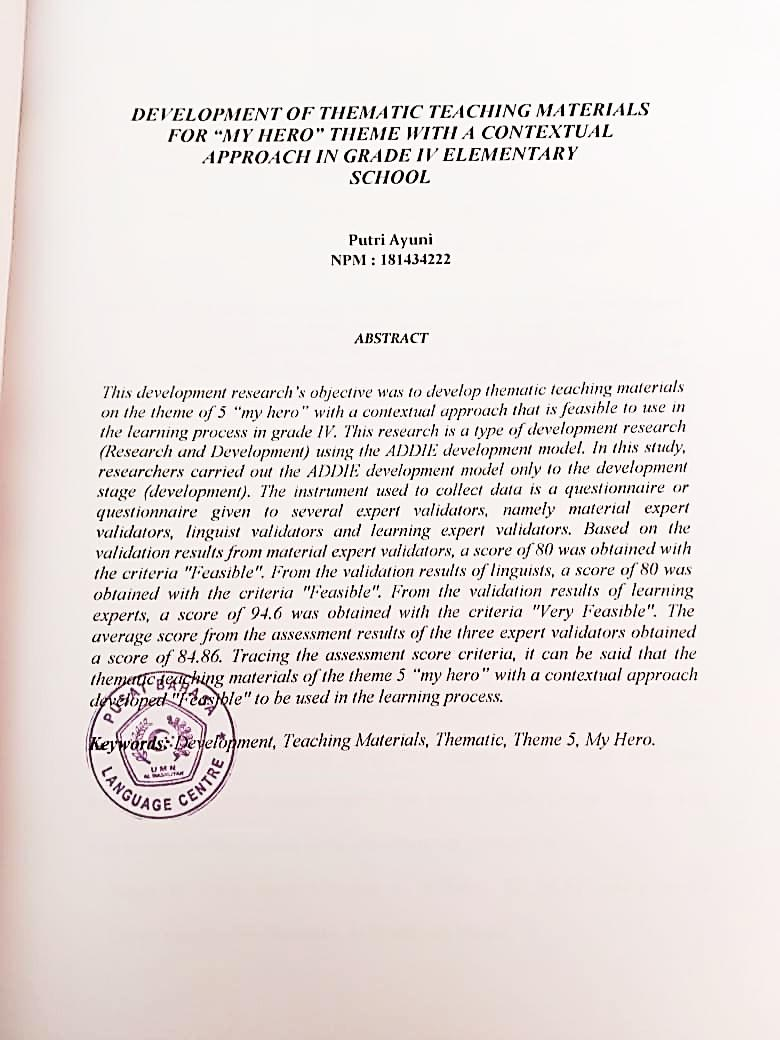 DEVELOPMENT OF THEMATIC TEACHING MATERIALS
FOR “MY HERO” THEME WITH A CONTEXTUAL
APPROACH IN GRADE IV ELEMENTARY
SCHOOL
Putri Ayuni
NPM : 181434222
ABSTRACT
This development research’s objective was to develop thematic teaching materials
on the theme of 5 “my hero” with a contextual approach that is feasible to use in
the learning process in grade IV. This research is a type of development research
(Research and Development) using the ADDIE development model. In this study,
researchers carried out the ADDIE development model only to the development
stage (development). The instrument used to collect data is a questionnaire or
questionnaire given to several expert validators, namely material expert
validators, linguist validators and learning expert validators. Based on the
validation results from material expert validators, a score of 80 was obtained with
the criteria "Feasible". From the validation results of linguists, a score of 80 was
obtained with the criteria "Feasible". From the validation results of learning
experts, a score of 94.6 was obtained with the criteria "Very Feasible". The
average score from the assessment results of the three expert validators obtained
a score of 84.86. Tracing the assessment score criteria, it can be said that the
thematic teaching materials of the theme 5 “my hero” with a contextual approach
developed "Feasible" to be used in the learning process.
Keywords: Development, Teaching Materials, Thematic, Theme 5, My Hero.
PUSAT BAHASA
UMN
AL WASHLIYAH
LANGUAGE CENTRE